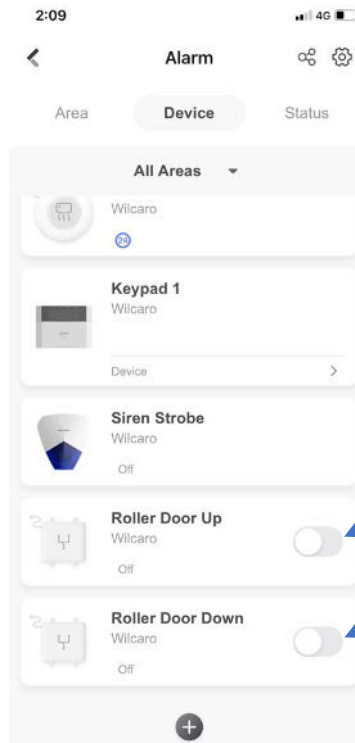 2:09
4G
Alarm
Area
Device
Status
All Areas
Wilcaro
24
Keypad 1
Wilcaro
Device
Siren Strobe
Wilcaro
Off
Roller Door Up
Wilcaro
Off
Roller Door Down
Wilcaro
Off